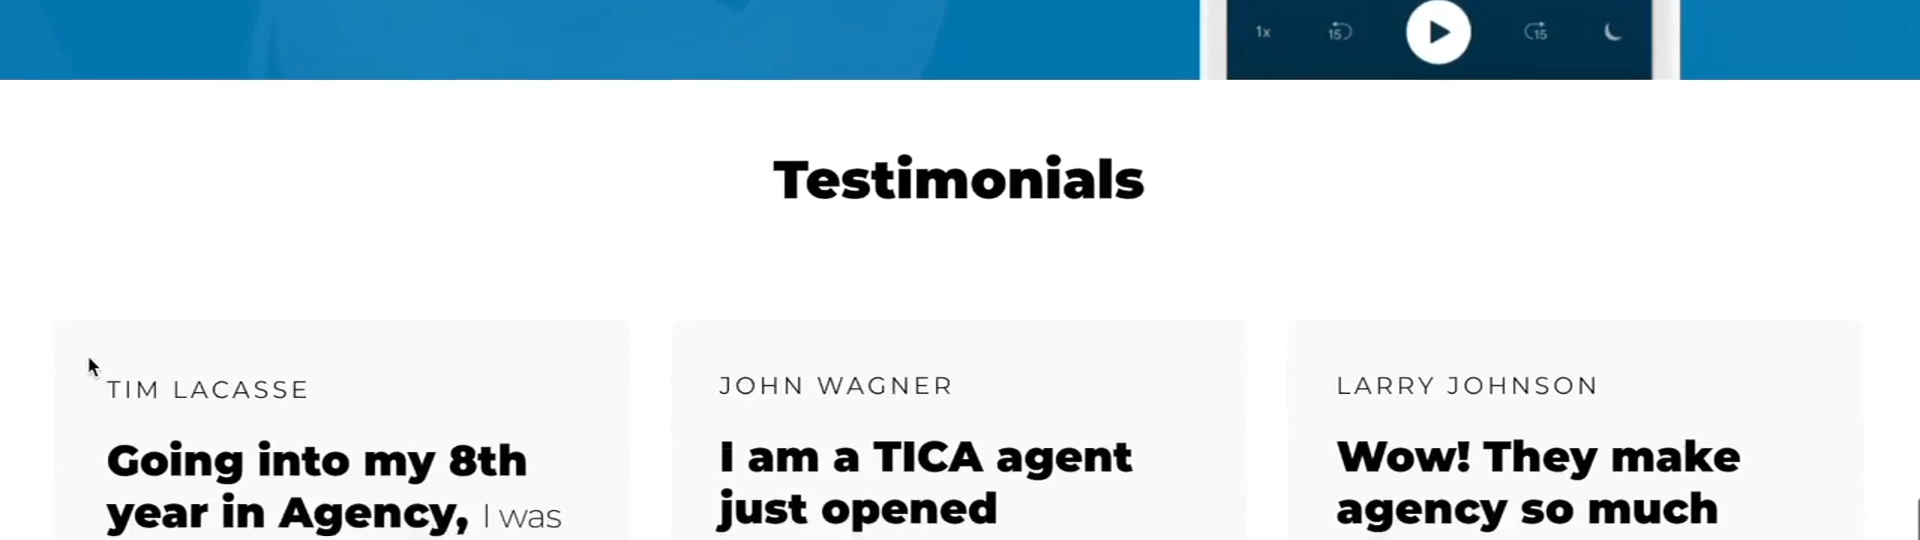 1x 15 15
Testimonials
TIM LACASSE
Going into my 8th
year in Agency, I was
JOHN WAGNER
I am a TICA agent
just opened
LARRY JOHNSON
Wow! They make
agency so much